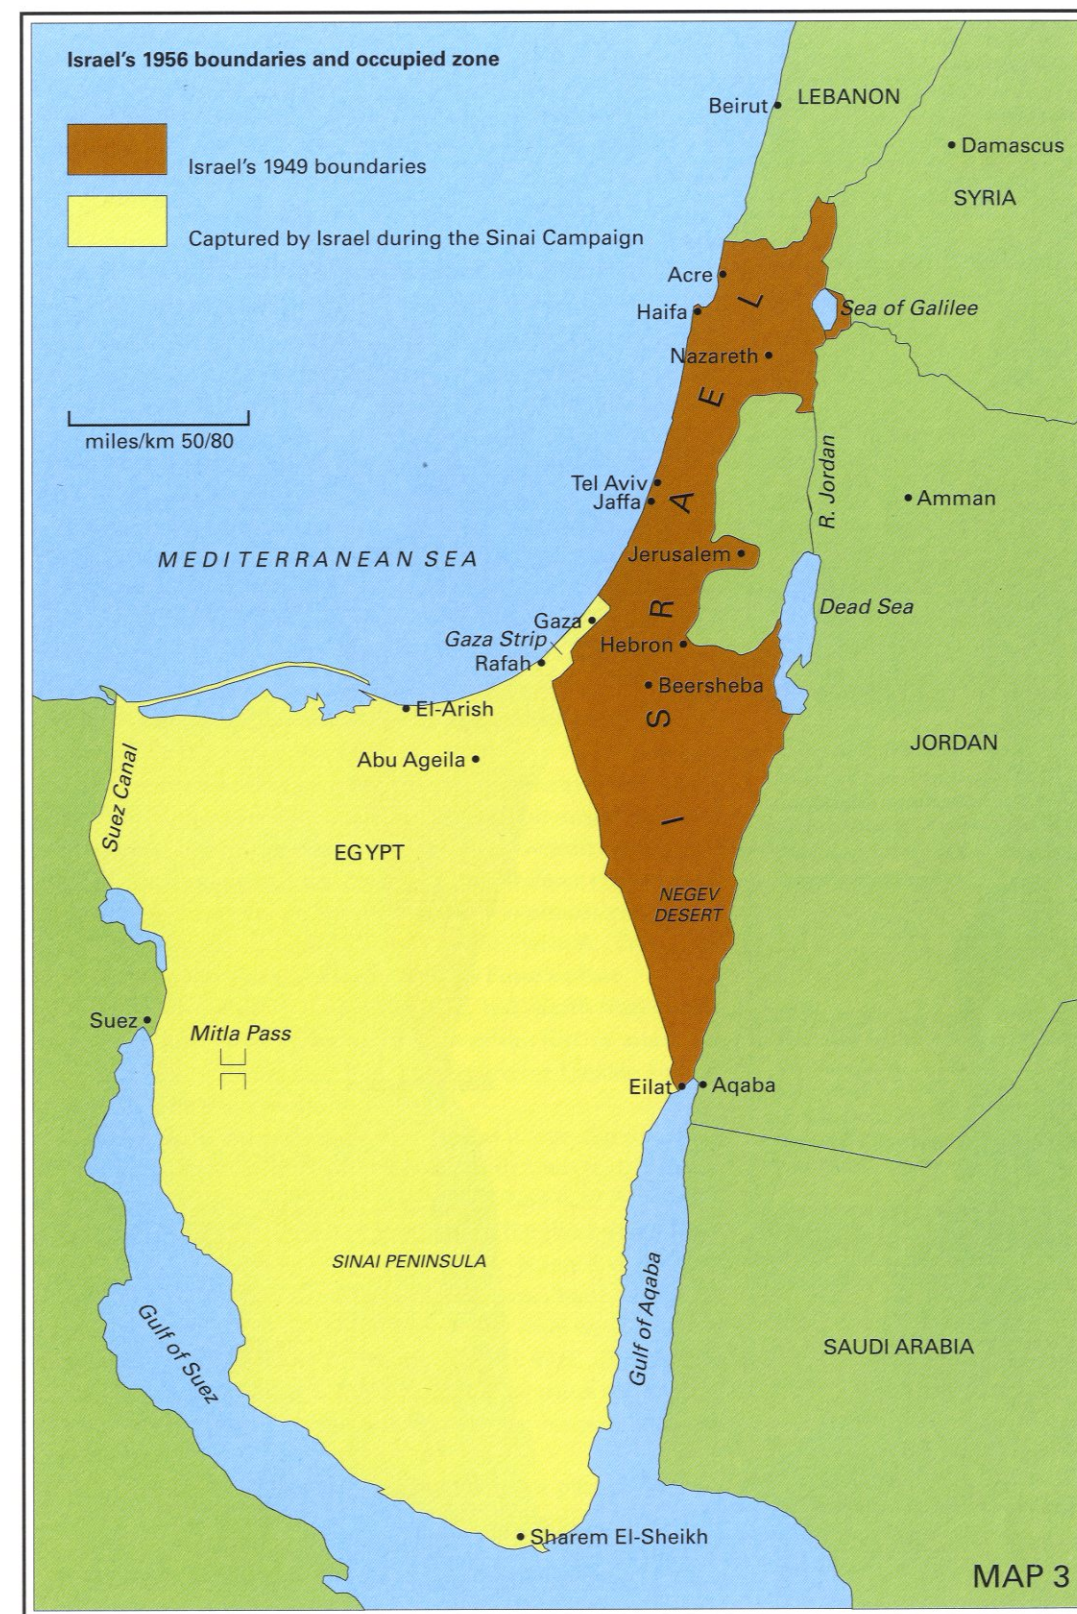 Israel's 1956 boundaries and occupied zone
Israel's 1949 boundaries
Captured by Israel during the Sinai Campaign
Beirut
LEBANON
Damascus
SYRIA
Acre
Haifa
Sea of Galilee
Nazareth
miles/km 50/80
ISRAEL
Tel Aviv
Jaffa
R. Jordan
Amman
MEDITERRANEAN SEA
Jerusalem
Dead Sea
Gaza
Gaza Strip
Hebron
Rafah
Beersheba
El-Arish
JORDAN
Abu Ageila
Suez Canal
EGYPT
NEGEV
DESERT
Suez
Mitla Pass
Eilat
Aqaba
SINAI PENINSULA
Gulf of Aqaba
Gulf of Suez
SAUDI ARABIA
Sharem El-Sheikh
MAP 3